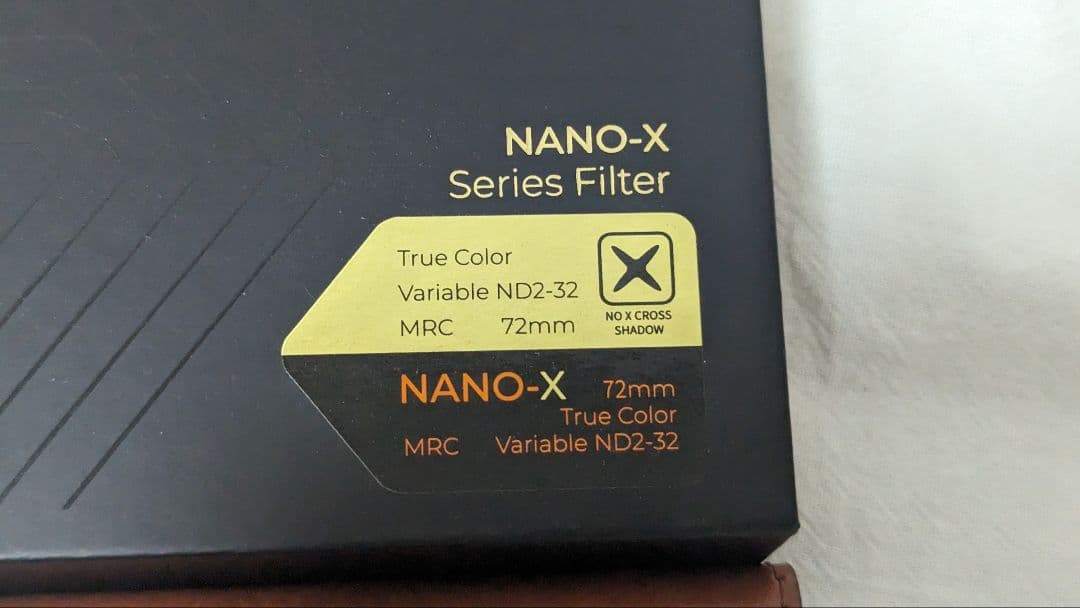 NANO-X
Series Filter
True Color
Variable ND2-32
MRC 72mm
NO X CROSS
SHADOW
NANO-X 72mm
True Color
MRC Variable ND2-32